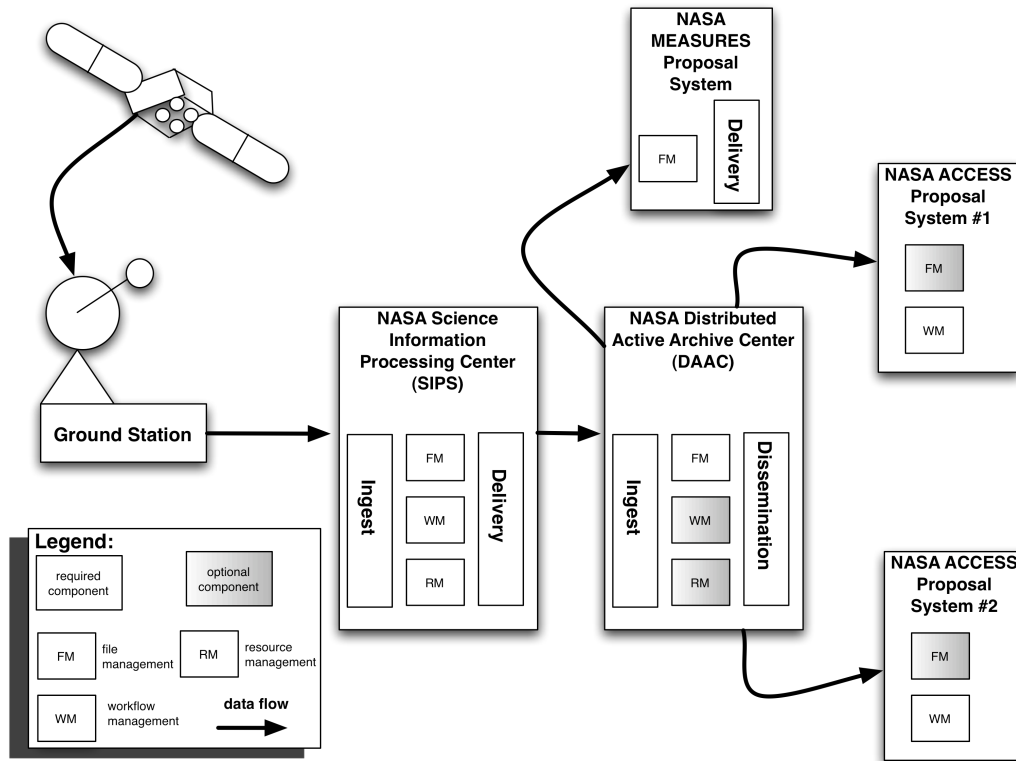 NASA
MEASURES
Proposal
System
FM
Delivery
NASA ACCESS
Proposal
System #1
FM
WM
Ground Station
NASA Science
Information
Processing Center
(SIPS)
Ingest
FM
WM
RM
Delivery
NASA Distributed
Active Archive Center
(DAAC)
Ingest
FM
WM
RM
Dissemination
NASA ACCESS
Proposal
System #2
FM
WM
Legend:
required
component
optional
component
FM
file
management
RM
resource
management
WM
workflow
management
data flow